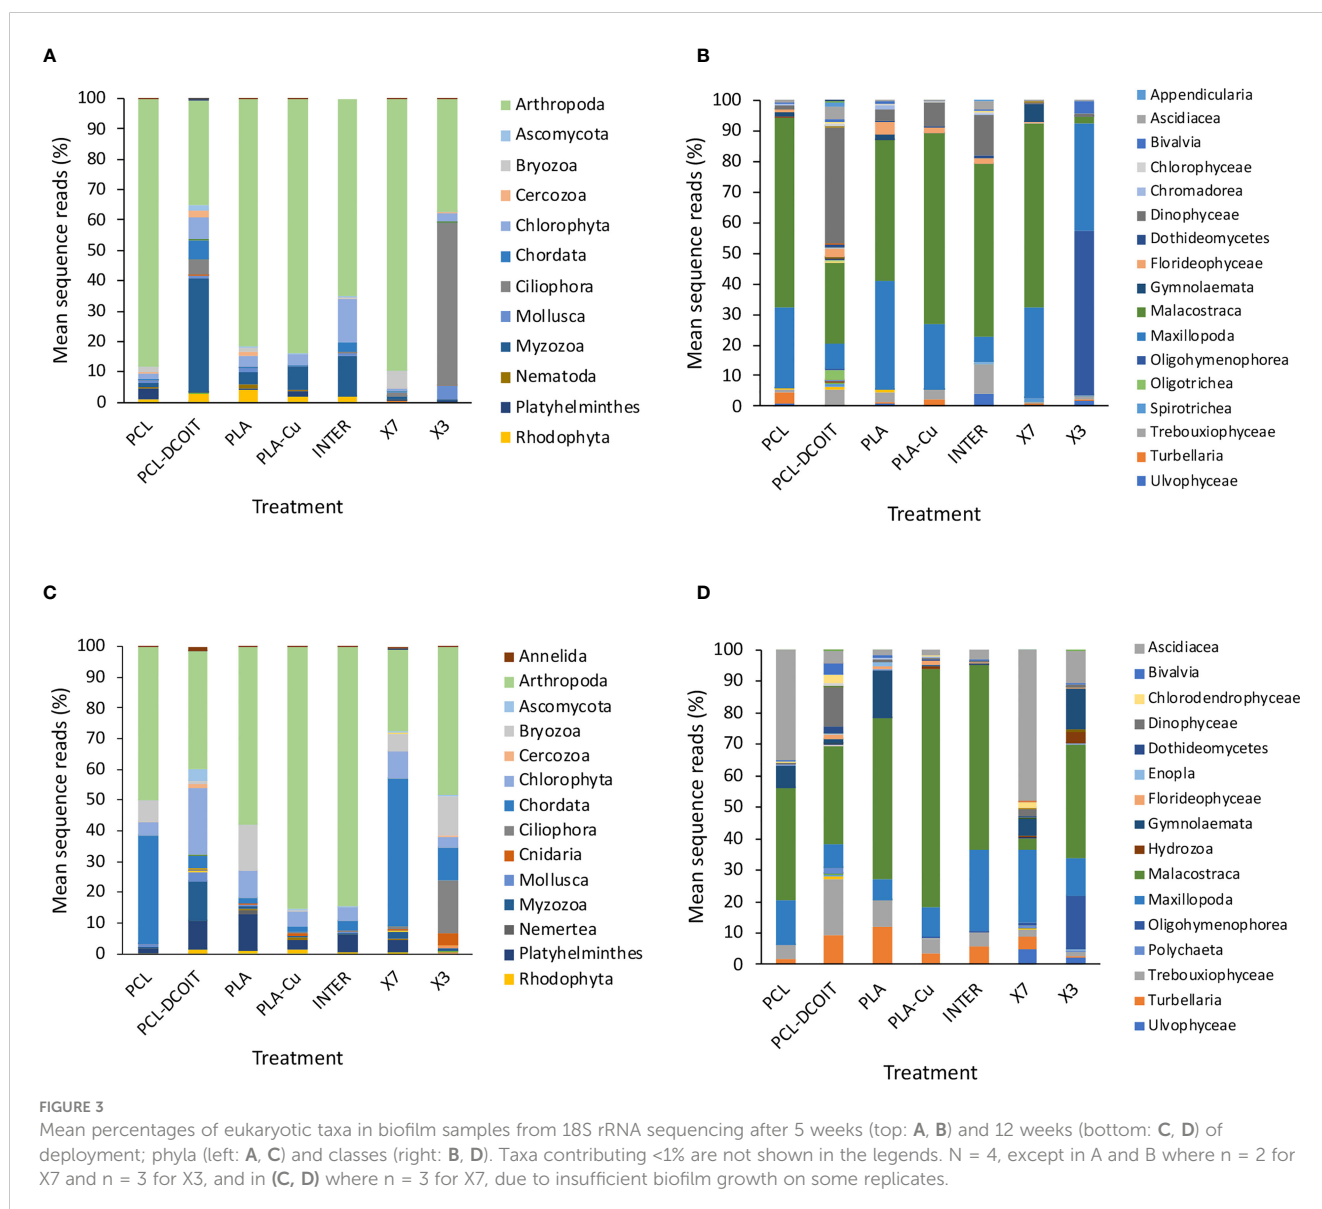 A
Mean sequence reads (%)
100
90
80
70
60
50
40
30
20
10
0
PCL
PCL-DCOIT
PLA
PLA-Cu
INTER
X7
X3
Treatment
Arthropoda
Ascomycota
Bryozoa
Cercozoa
Chlorophyta
Chordata
Ciliophora
Mollusca
Myzozoa
Nematoda
Platyhelminthes
Rhodophyta
B
Mean sequence reads (%)
100
90
80
70
60
50
40
30
20
10
0
PCL
PCL-DCOIT
PLA
PLA-Cu
INTER
X7
X3
Treatment
Appendicularia
Ascidiacea
Bivalvia
Chlorophyceae
Chromadorea
Dinophyceae
Dothideomycetes
Florideophyceae
Gymnolaemata
Malacostraca
Maxillopoda
Oligohymenophorea
Oligotrichea
Spirotrichea
Trebouxiophyceae
Turbellaria
Ulvophyceae
C
Mean sequence reads (%)
100
90
80
70
60
50
40
30
20
10
0
PCL
PCL-DCOIT
PLA
PLA-Cu
INTER
X7
X3
Treatment
Annelida
Arthropoda
Ascomycota
Bryozoa
Cercozoa
Chlorophyta
Chordata
Ciliophora
Cnidaria
Mollusca
Myzozoa
Nemertea
Platyhelminthes
Rhodophyta
D
Mean sequence reads (%)
100
90
80
70
60
50
40
30
20
10
0
PCL
PCL-DCOIT
PLA
PLA-Cu
INTER
X7
X3
Treatment
Ascidiacea
Bivalvia
Chlorodendrophyceae
Dinophyceae
Dothideomycetes
Enopla
Florideophyceae
Gymnolaemata
Hydrozoa
Malacostraca
Maxillopoda
Oligohymenophorea
Polychaeta
Trebouxiophyceae
Turbellaria
Ulvophyceae
FIGURE 3
Mean percentages of eukaryotic taxa in biofilm samples from 18S rRNA sequencing after 5 weeks (top: A, B) and 12 weeks (bottom: C, D) of
deployment; phyla (left: A, C) and classes (right: B, D). Taxa contributing <1% are not shown in the legends. N = 4, except in A and B where n = 2 for
X7 and n = 3 for X3, and in (C, D) where n = 3 for X7, due to insufficient biofilm growth on some replicates.